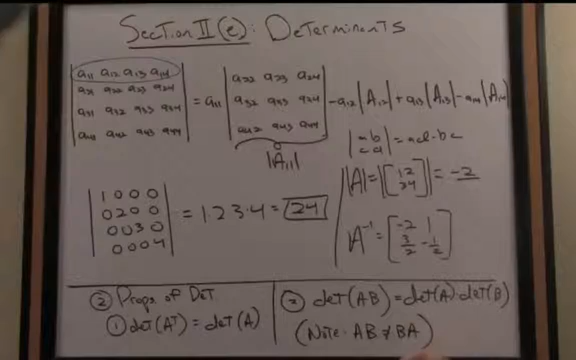 Section II(e): Determinants
| a11 a12 a13 a14 |
| a21 a22 a23 a24 |
| a31 a32 a33 a34 |
| a41 a42 a43 a44 |
= a11
| a22 a23 a24 |
| a32 a33 a34 |
| a42 a43 a44 |
|A11|
- a12 |A12| + a13 |A13| - a14 |A14|
| a b |
| c d | = ad - bc
|A| = |[1 2
3 4]| = -2
A⁻¹ = [-2 1
3/2 -1/2]
| 1 0 0 0 |
| 0 2 0 0 |
| 0 0 3 0 |
| 0 0 0 4 |
= 1·2·3·4 = 24
② Props of Det
① det(Aᵀ) = det(A)
② det(AB) = det(A)·det(B)
(Note: AB ≠ BA)